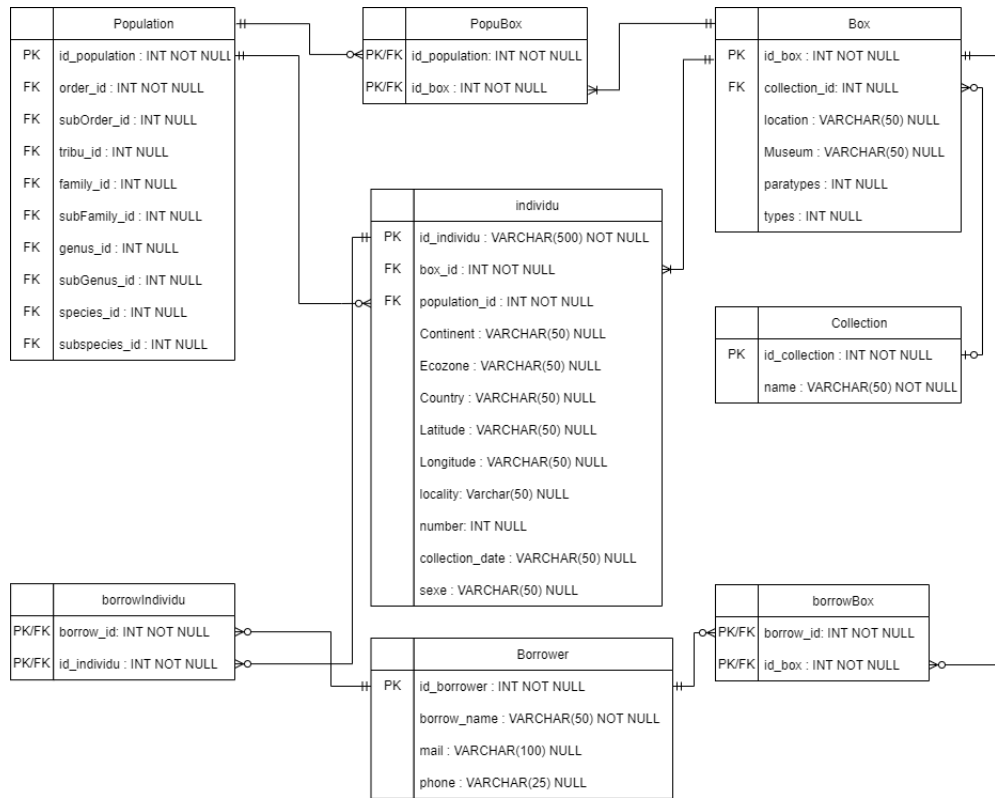 Population
PK id_population : INT NOT NULL
FK order_id : INT NOT NULL
FK subOrder_id : INT NULL
FK tribu_id : INT NULL
FK family_id : INT NULL
FK subFamily_id : INT NULL
FK genus_id : INT NULL
FK subGenus_id : INT NULL
FK species_id : INT NULL
FK subspecies_id : INT NULL
PopuBox
PK/FK id_population: INT NOT NULL
PK/FK id_box : INT NOT NULL
Box
PK id_box : INT NOT NULL
FK collection_id: INT NULL
location : VARCHAR(50) NULL
Museum : VARCHAR(50) NULL
paratypes : INT NULL
types : INT NULL
individu
PK id_individu : VARCHAR(500) NOT NULL
FK box_id : INT NOT NULL
FK population_id : INT NOT NULL
Continent : VARCHAR(50) NULL
Ecozone : VARCHAR(50) NULL
Country : VARCHAR(50) NULL
Latitude : VARCHAR(50) NULL
Longitude : VARCHAR(50) NULL
locality: Varchar(50) NULL
number: INT NULL
collection_date : VARCHAR(50) NULL
sexe : VARCHAR(50) NULL
Collection
PK id_collection : INT NOT NULL
name : VARCHAR(50) NOT NULL
borrowIndividu
PK/FK borrow_id: INT NOT NULL
PK/FK id_individu : INT NOT NULL
Borrower
PK id_borrower : INT NOT NULL
borrow_name : VARCHAR(50) NOT NULL
mail : VARCHAR(100) NULL
phone : VARCHAR(25) NULL
borrowBox
PK/FK borrow_id: INT NOT NULL
PK/FK id_box : INT NOT NULL